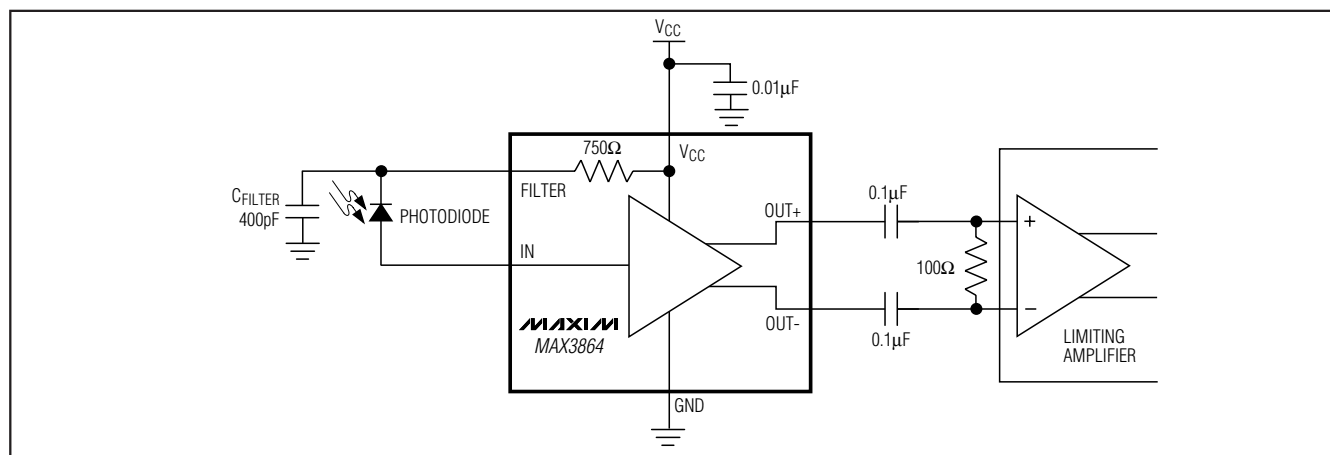 VCC
0.01µF
750Ω
VCC
FILTER
CFILTER
400pF
PHOTODIODE
IN
OUT+
0.1µF
+
100Ω
−
OUT-
0.1µF
MAXIM
MAX3864
LIMITING
AMPLIFIER
GND